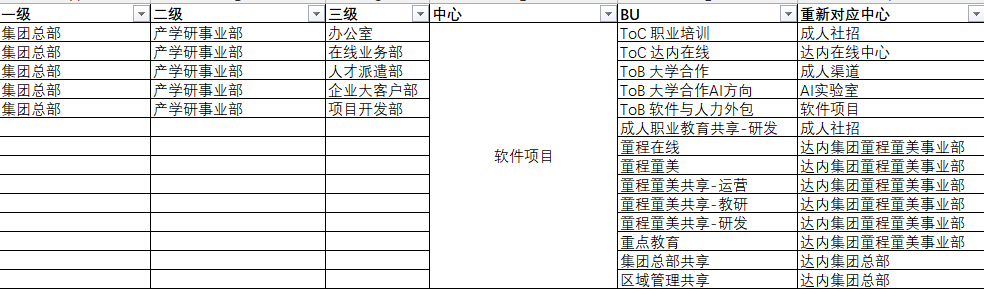 一级 二级 三级 中心 BU 重新对应中心
集团总部 产学研事业部 办公室 ToC 职业培训 成人社招
集团总部 产学研事业部 在线业务部 ToC 达内在线 达内在线中心
集团总部 产学研事业部 人才派遣部 ToB 大学合作 成人渠道
集团总部 产学研事业部 企业大客户部 ToB 大学合作AI方向 AI实验室
集团总部 产学研事业部 项目开发部 ToB 软件与人力外包 软件项目
成人职业教育共享-研发 成人社招
童程在线 达内集团童程童美事业部
软件项目
童程童美 达内集团童程童美事业部
童程童美共享-运营 达内集团童程童美事业部
童程童美共享-教研 达内集团童程童美事业部
童程童美共享-研发 达内集团童程童美事业部
重点教育 达内集团童程童美事业部
集团总部共享 达内集团总部
区域管理共享 达内集团总部